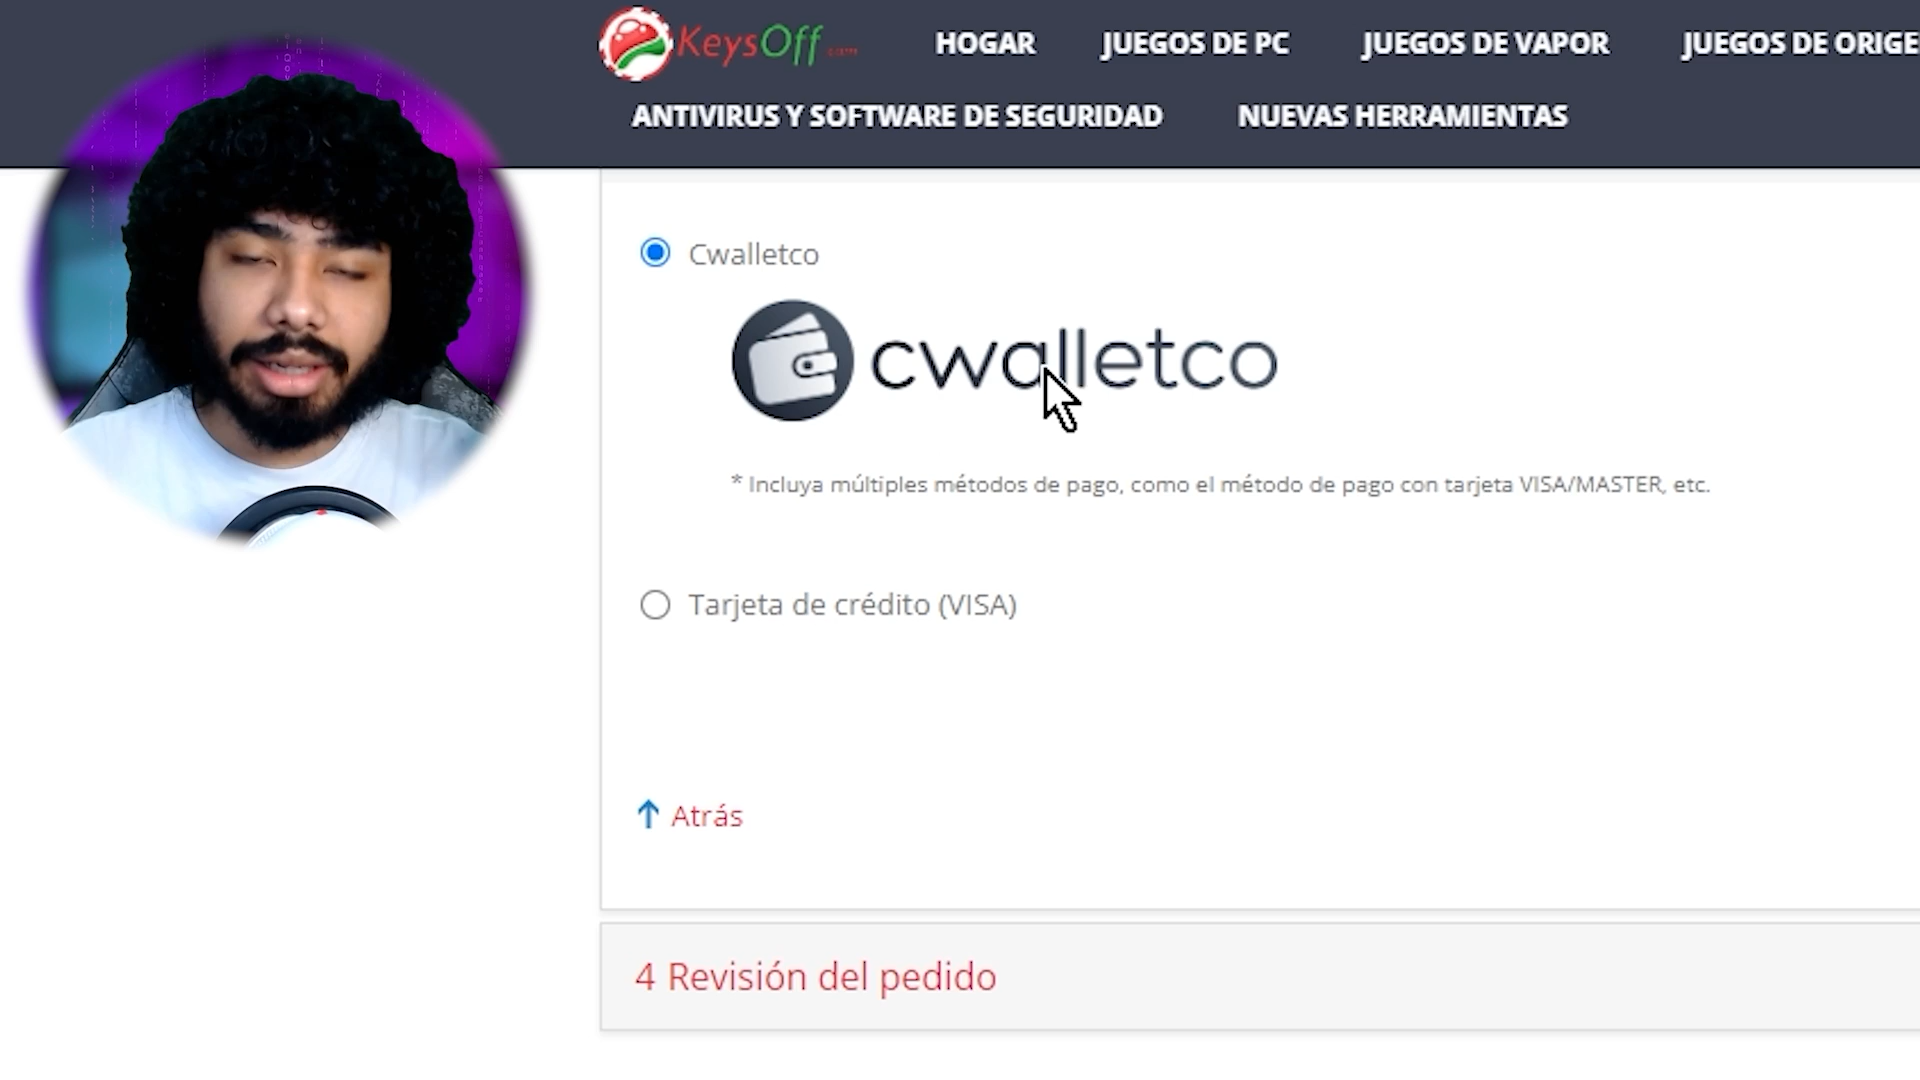 KeysOff.com
HOGAR
JUEGOS DE PC
JUEGOS DE VAPOR
JUEGOS DE ORIGE
ANTIVIRUS Y SOFTWARE DE SEGURIDAD
NUEVAS HERRAMIENTAS
Cwalletco
cwalletco
* Incluya múltiples métodos de pago, como el método de pago con tarjeta VISA/MASTER, etc.
Tarjeta de crédito (VISA)
Atrás
4 Revisión del pedido